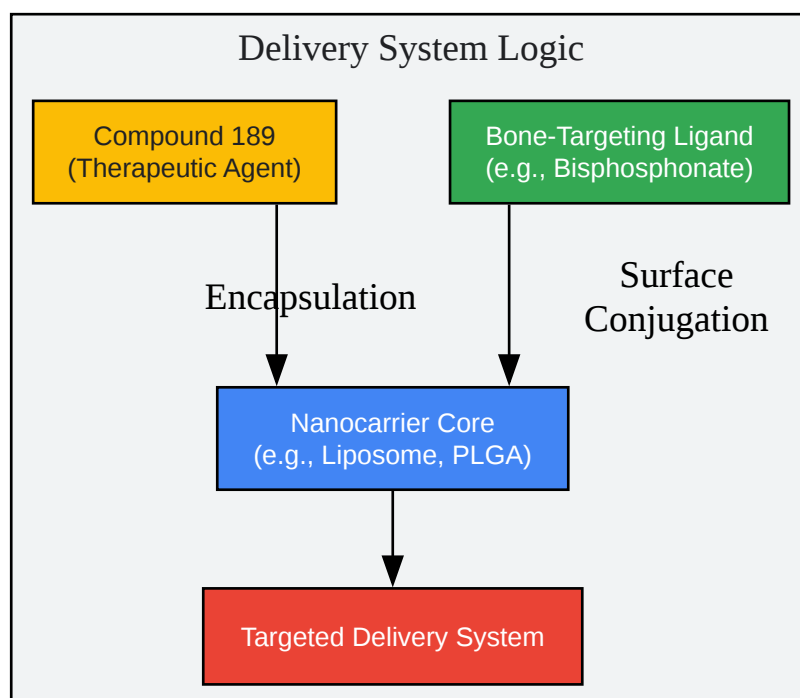 Delivery System Logic
Compound 189
(Therapeutic Agent)
Bone-Targeting Ligand
(e.g., Bisphosphonate)
Encapsulation
Surface
Conjugation
Nanocarrier Core
(e.g., Liposome, PLGA)
Targeted Delivery System